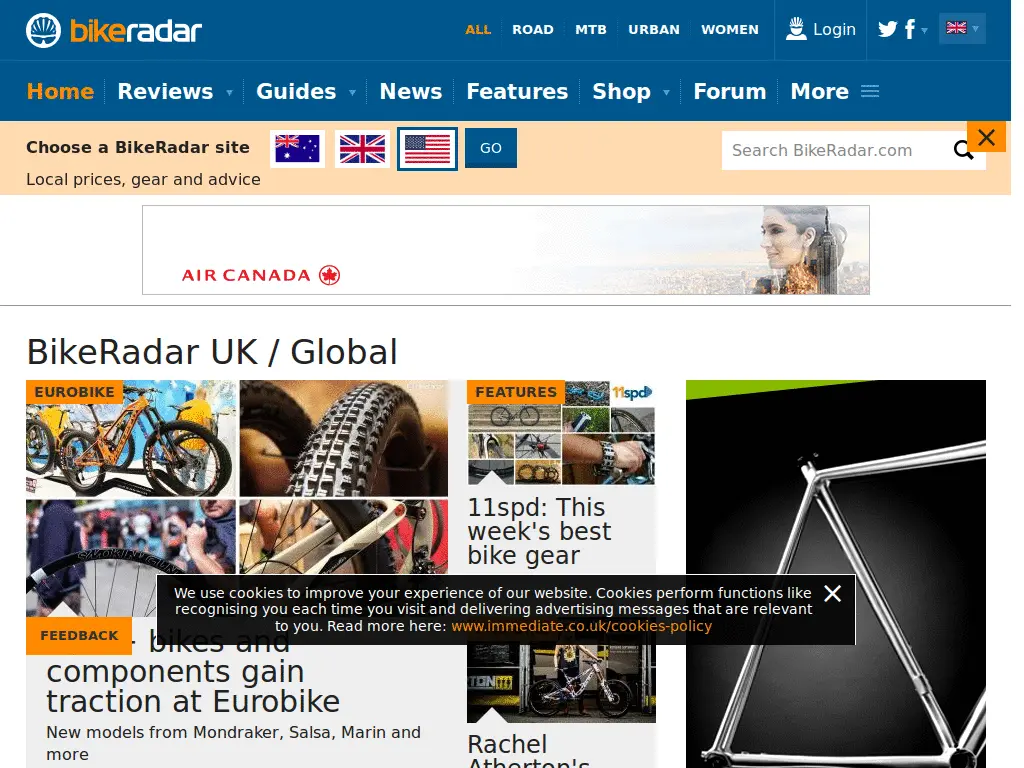 bikeradar
ALL ROAD MTB URBAN WOMEN Login
Home Reviews Guides News Features Shop Forum More
Choose a BikeRadar site
GO
Search BikeRadar.com
Local prices, gear and advice
AIR CANADA
BikeRadar UK / Global
EUROBIKE
FEATURES
11spd
11spd: This
week's best
bike gear
We use cookies to improve your experience of our website. Cookies perform functions like
recognising you each time you visit and delivering advertising messages that are relevant
to you. Read more here: www.immediate.co.uk/cookies-policy
FEEDBACK
bikes and
components gain
traction at Eurobike
New models from Mondraker, Salsa, Marin and
more
Rachel
Atherton's